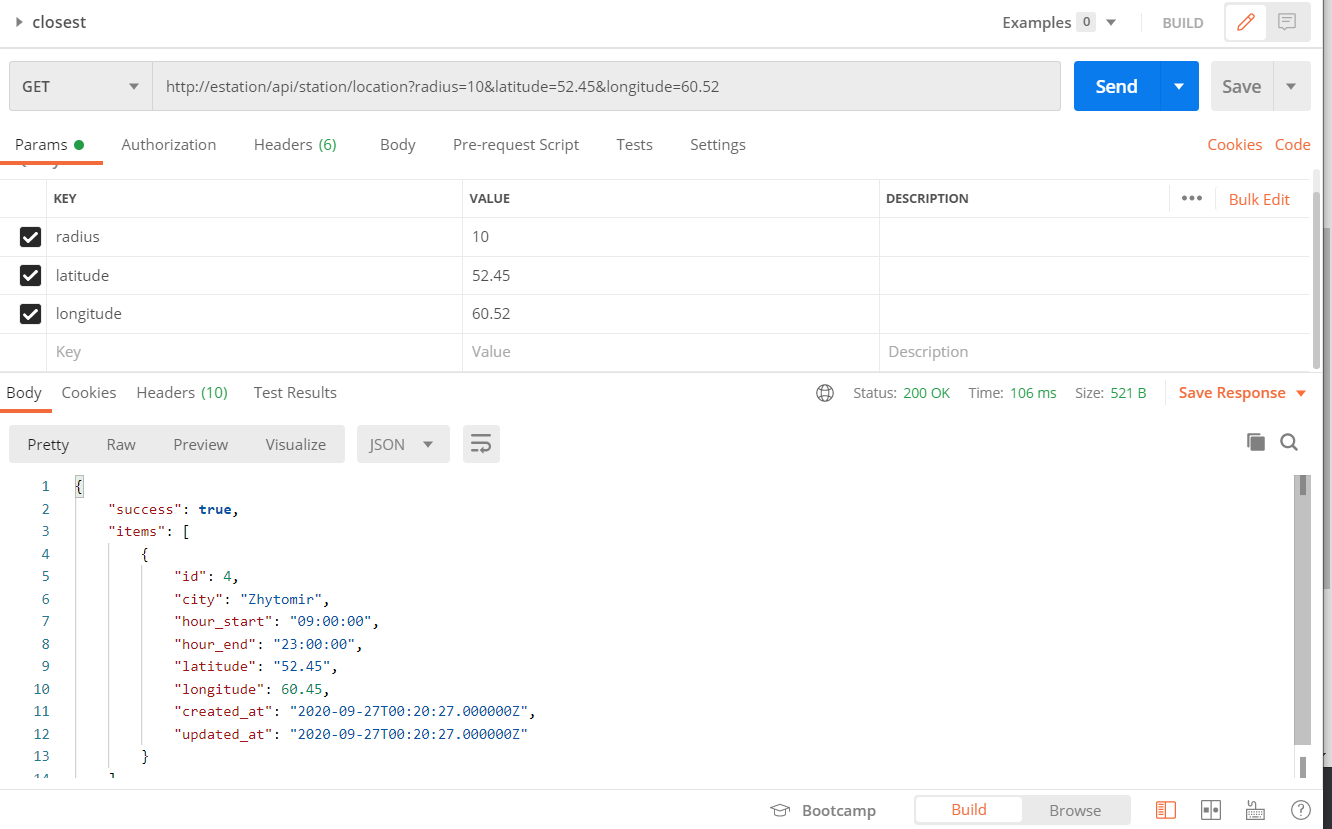 closest
Examples 0 BUILD
GET http://estation/api/station/location?radius=10&latitude=52.45&longitude=60.52 Send Save
Params Authorization Headers (6) Body Pre-request Script Tests Settings Cookies Code
KEY VALUE DESCRIPTION ••• Bulk Edit
radius 10
latitude 52.45
longitude 60.52
Key Value Description
Body Cookies Headers (10) Test Results Status: 200 OK Time: 106 ms Size: 521 B Save Response
Pretty Raw Preview Visualize JSON
1 {
2 "success": true,
3 "items": [
4 {
5 "id": 4,
6 "city": "Zhytomir",
7 "hour_start": "09:00:00",
8 "hour_end": "23:00:00",
9 "latitude": "52.45",
10 "longitude": 60.45,
11 "created_at": "2020-09-27T00:20:27.000000Z",
12 "updated_at": "2020-09-27T00:20:27.000000Z"
13 }
14 ]
Bootcamp Build Browse